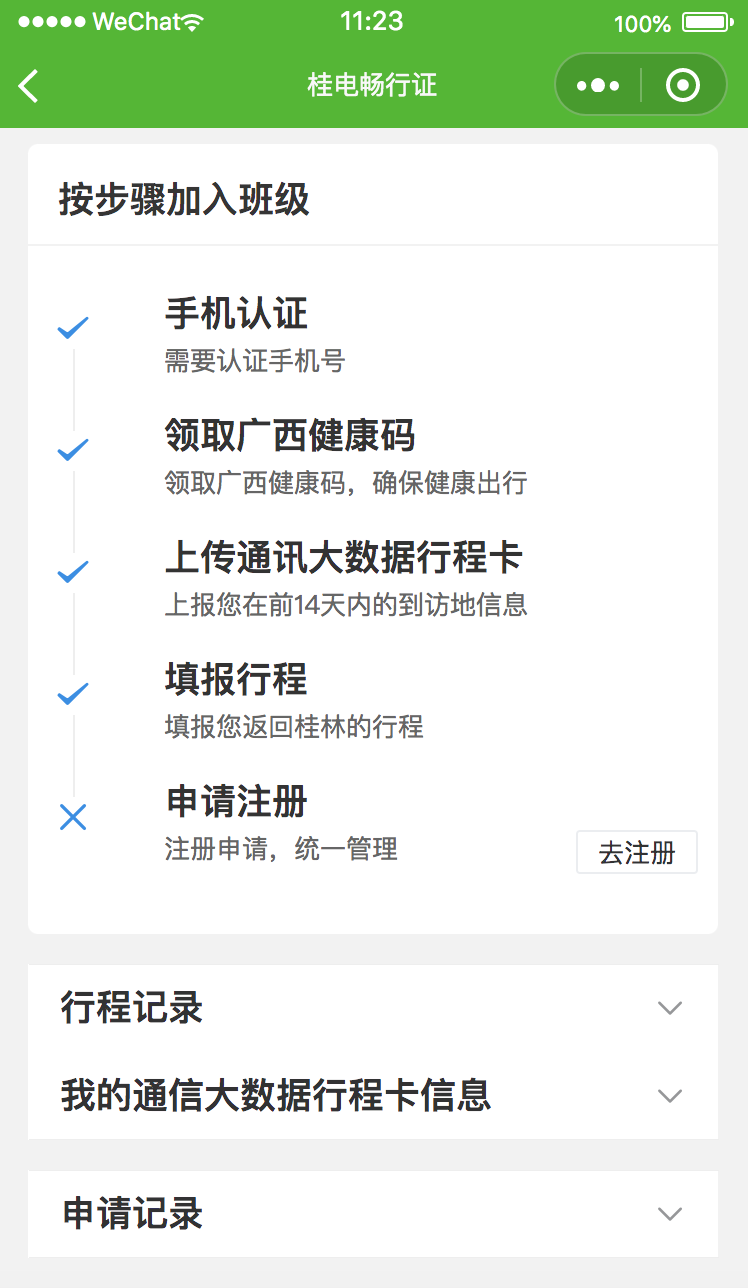 WeChat 11:23 100%
桂电畅行证
按步骤加入班级
手机认证
需要认证手机号
领取广西健康码
领取广西健康码，确保健康出行
上传通讯大数据行程卡
上报您在前14天内的到访地信息
填报行程
填报您返回桂林的行程
申请注册
注册申请，统一管理
去注册
行程记录
我的通信大数据行程卡信息
申请记录